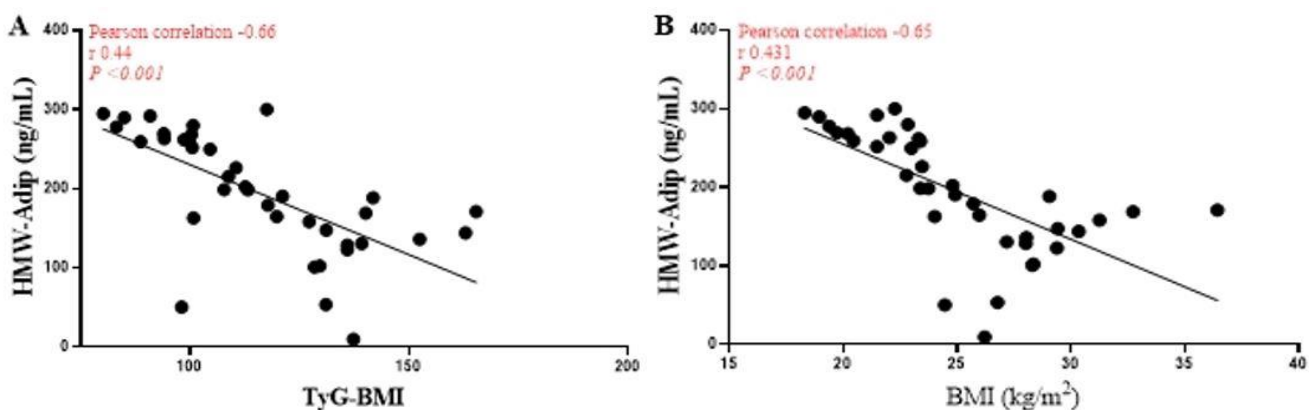 A
Pearson correlation -0.66
r 0.44
P <0.001
HMW-Adip (ng/mL)
400
300
200
100
0
100
150
200
TyG-BMI
B
Pearson correlation -0.65
r 0.431
P <0.001
HMW-Adip (ng/mL)
400
300
200
100
0
15
20
25
30
35
40
BMI (kg/m²)